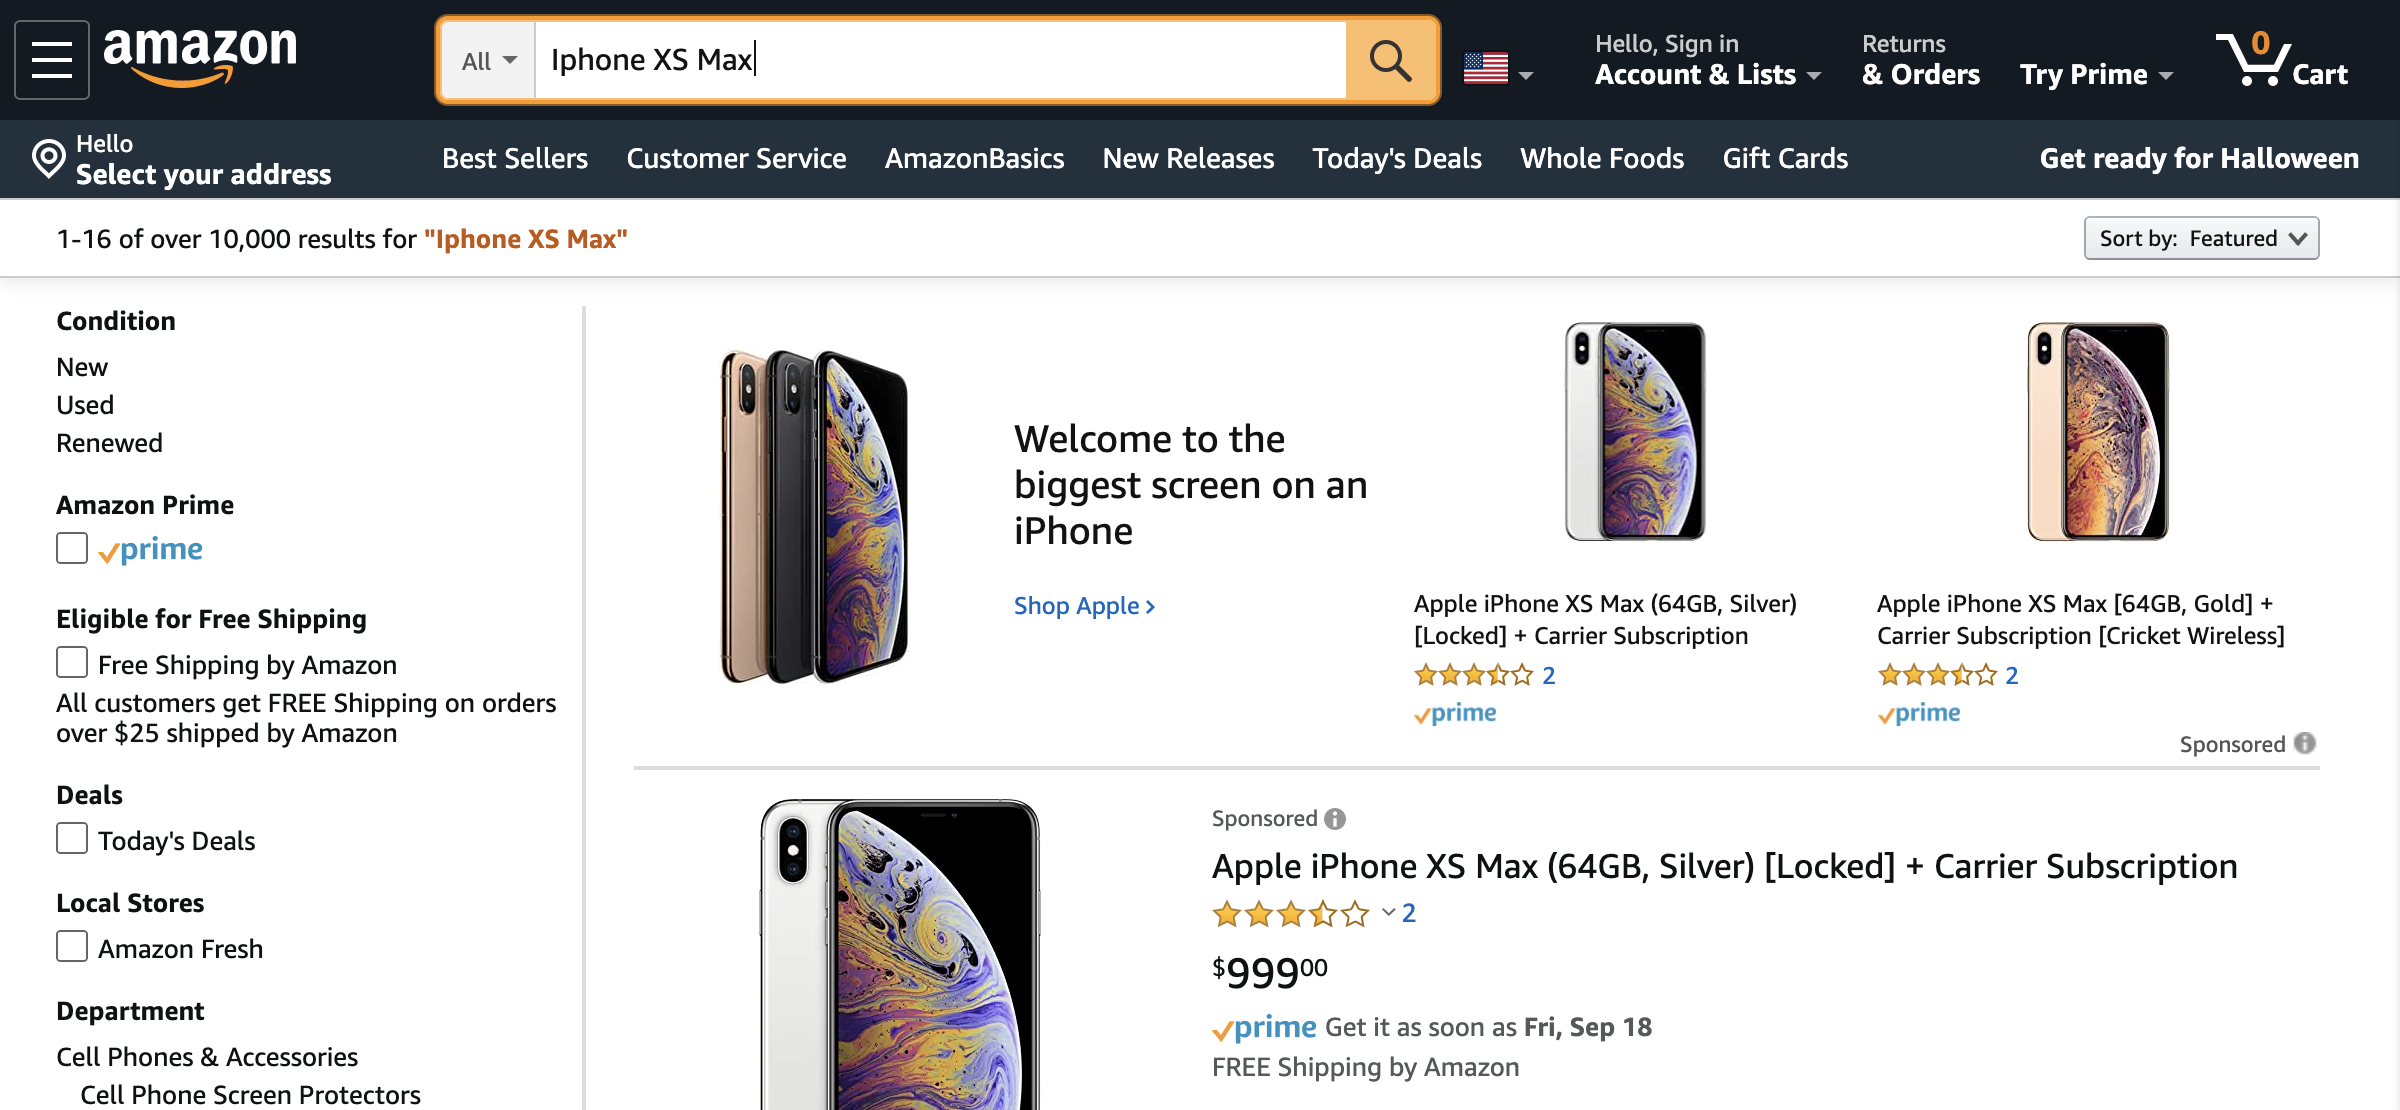 amazon
All
Iphone XS Max
Hello, Sign in
Account & Lists
Returns
& Orders
Try Prime
0
Cart
Hello
Select your address
Best Sellers
Customer Service
AmazonBasics
New Releases
Today's Deals
Whole Foods
Gift Cards
Get ready for Halloween
1-16 of over 10,000 results for "Iphone XS Max"
Sort by: Featured
Condition
New
Used
Renewed
Amazon Prime
prime
Eligible for Free Shipping
Free Shipping by Amazon
All customers get FREE Shipping on orders
over $25 shipped by Amazon
Deals
Today's Deals
Local Stores
Amazon Fresh
Department
Cell Phones & Accessories
Cell Phone Screen Protectors
Welcome to the
biggest screen on an
iPhone
Shop Apple ›
Apple iPhone XS Max (64GB, Silver)
[Locked] + Carrier Subscription
2
prime
Apple iPhone XS Max [64GB, Gold] +
Carrier Subscription [Cricket Wireless]
2
prime
Sponsored
Sponsored
Apple iPhone XS Max (64GB, Silver) [Locked] + Carrier Subscription
2
$99900
prime Get it as soon as Fri, Sep 18
FREE Shipping by Amazon